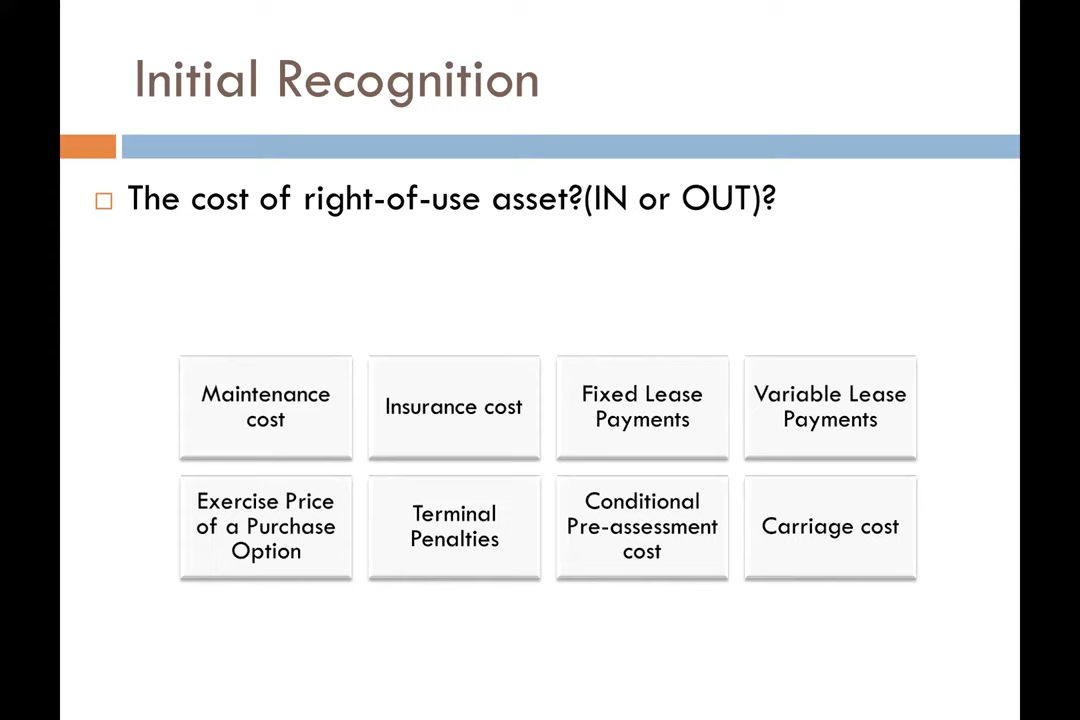 Initial Recognition
The cost of right-of-use asset?(IN or OUT)?
Maintenance
cost
Insurance cost
Fixed Lease
Payments
Variable Lease
Payments
Exercise Price
of a Purchase
Option
Terminal
Penalties
Conditional
Pre-assessment
cost
Carriage cost